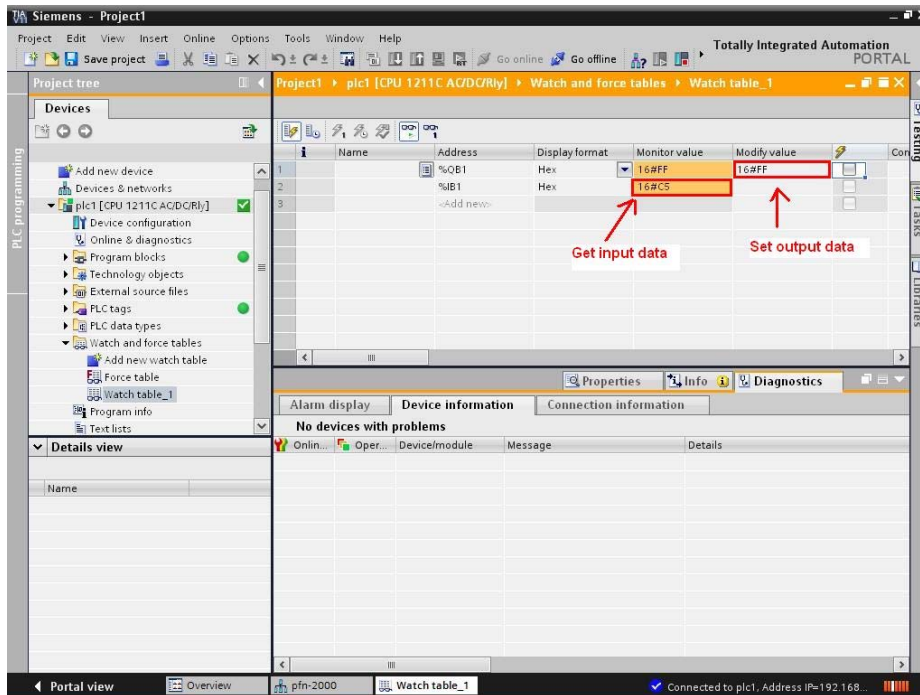 Siemens - Project1
Project Edit View Insert Online Options Tools Window Help
Totally Integrated Automation
PORTAL
Save project Go online Go offline
Project tree
Project1 ▸ plc1 [CPU 1211C AC/DC/Rly] ▸ Watch and force tables ▸ Watch table_1
Devices
PLC programming
Add new device
Devices & networks
plc1 [CPU 1211C AC/DC/Rly]
Device configuration
Online & diagnostics
Program blocks
Technology objects
External source files
PLC tags
PLC data types
Watch and force tables
Add new watch table
Force table
Watch table_1
Program info
Text lists
Details view
Name
i Name Address Display format Monitor value Modify value Con
1 %QB1 Hex 16#FF 16#FF
2 %IB1 Hex 16#C5
3 <Add new>
Get input data
Set output data
Testing
Tasks
Libraries
Properties Info Diagnostics
Alarm display Device information Connection information
No devices with problems
Onlin... Oper... Device/module Message Details
Portal view Overview pfn-2000 Watch table_1 Connected to plc1, Address IP=192.168...